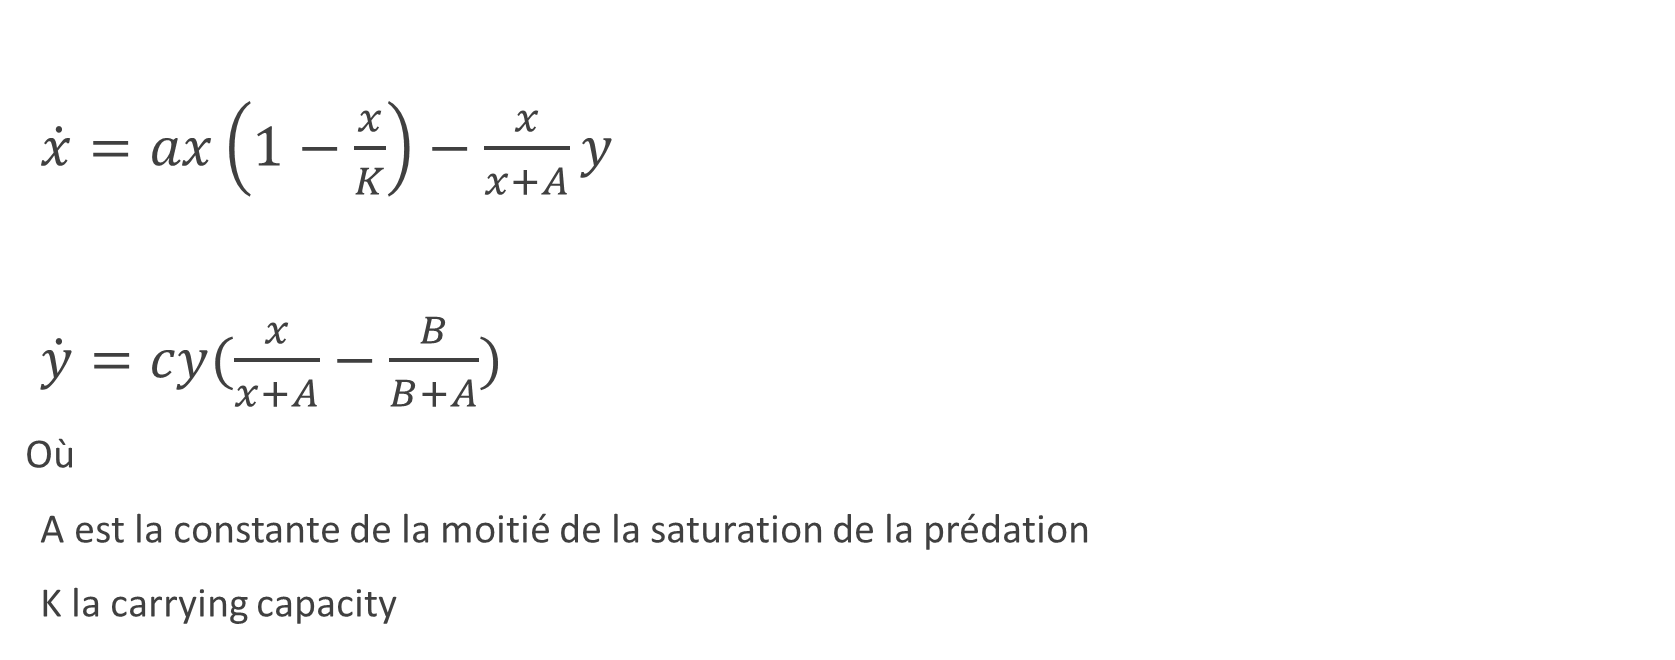 ẋ = ax(1 − x/K) − x/(x+A) y
ẏ = cy(x/(x+A) − B/(B+A))
Où
A est la constante de la moitié de la saturation de la prédation
K la carrying capacity